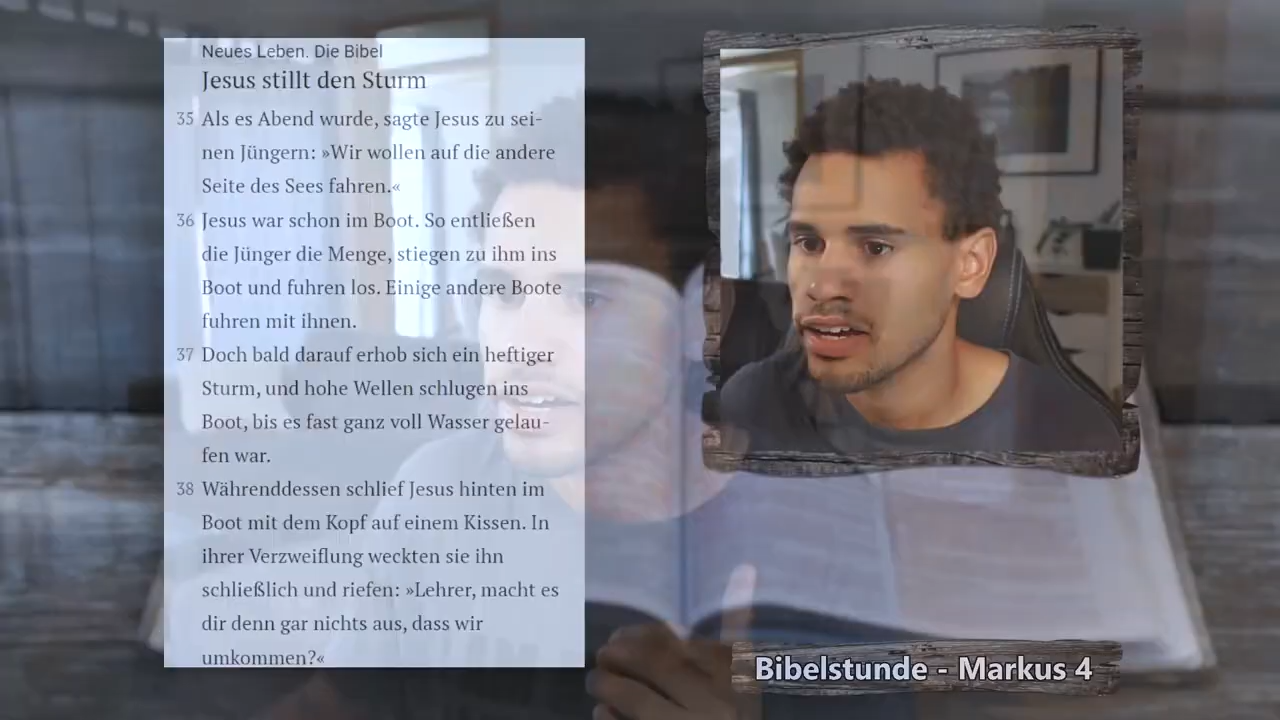 Neues Leben. Die Bibel
Jesus stillt den Sturm
35 Als es Abend wurde, sagte Jesus zu sei-
nen Jüngern: »Wir wollen auf die andere
Seite des Sees fahren.«
36 Jesus war schon im Boot. So entließen
die Jünger die Menge, stiegen zu ihm ins
Boot und fuhren los. Einige andere Boote
fuhren mit ihnen.
37 Doch bald darauf erhob sich ein heftiger
Sturm, und hohe Wellen schlugen ins
Boot, bis es fast ganz voll Wasser gelau-
fen war.
38 Währenddessen schlief Jesus hinten im
Boot mit dem Kopf auf einem Kissen. In
ihrer Verzweiflung weckten sie ihn
schließlich und riefen: »Lehrer, macht es
dir denn gar nichts aus, dass wir
umkommen?«
Bibelstunde - Markus 4